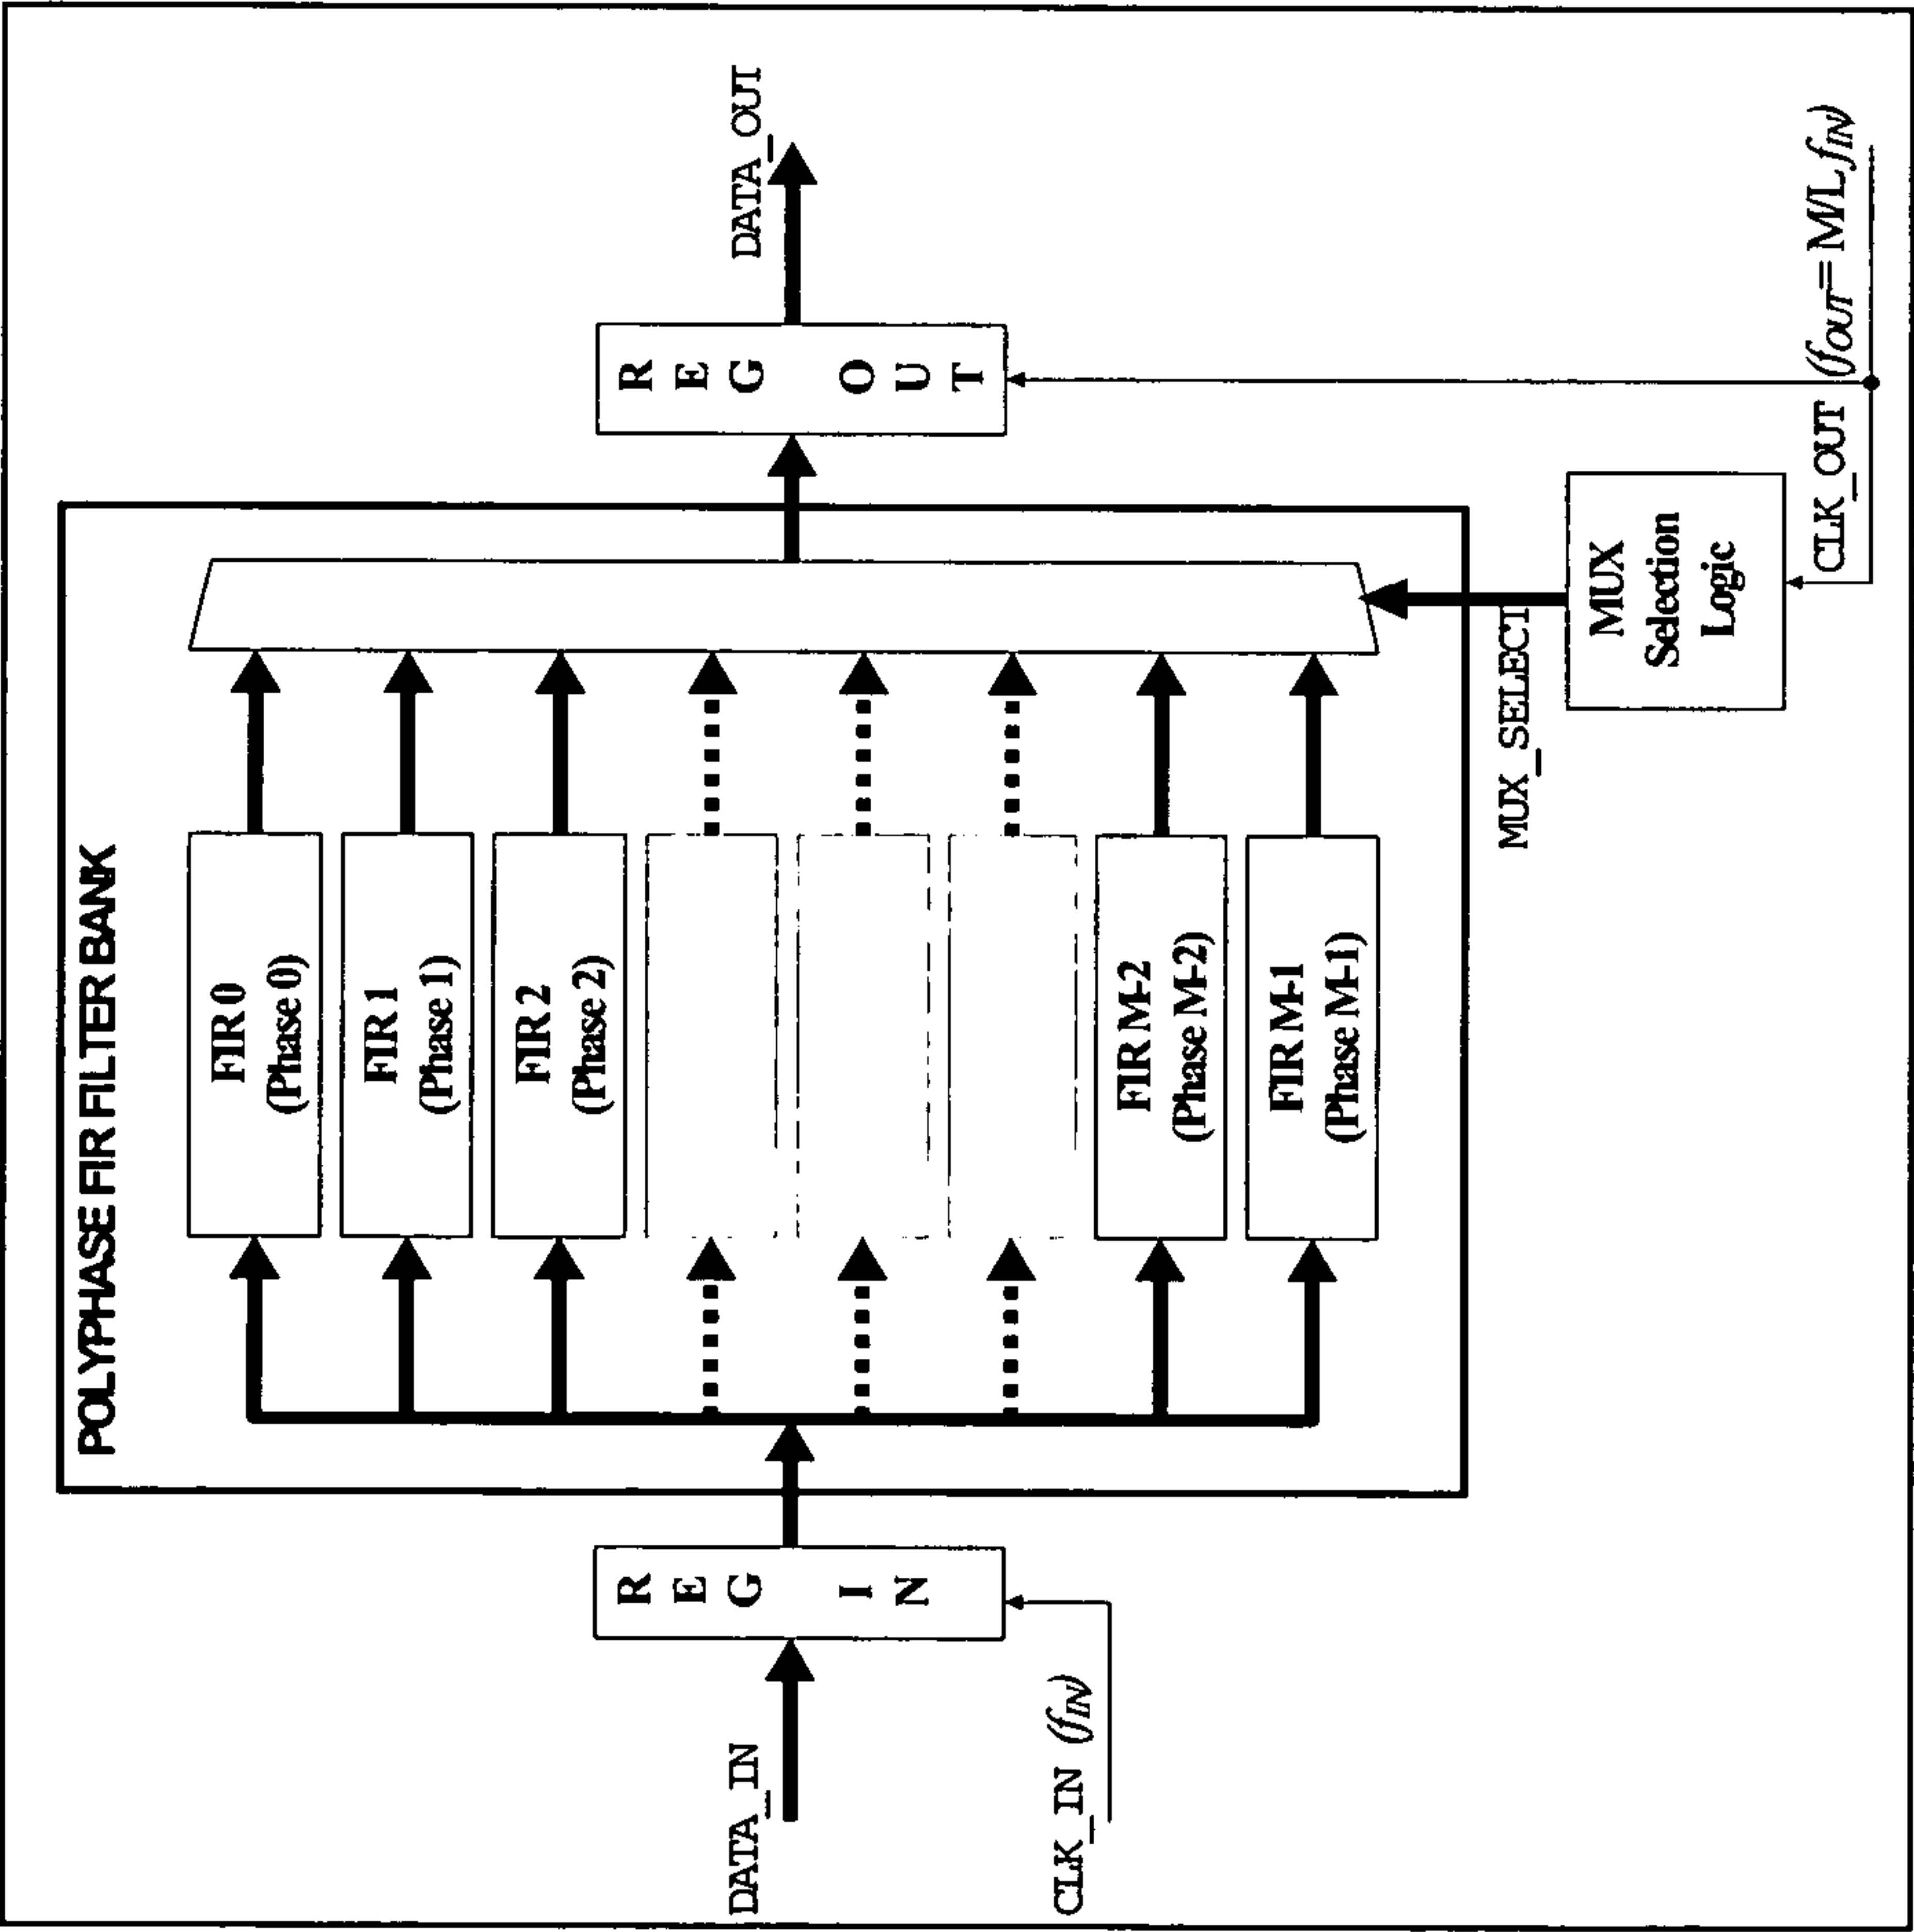 POLYPHASE FIR FILTER BANK
DATA_IN
CLK_IN (fIN)
REG IN
FIR 0
(Phase 0)
FIR 1
(Phase 1)
FIR 2
(Phase 2)
FIR M-2
(Phase M-2)
FIR M-1
(Phase M-1)
MUX_SELECT
MUX
Selection
Logic
REG OUT
DATA_OUT
CLK_OUT (fOUT=M/L fIN)